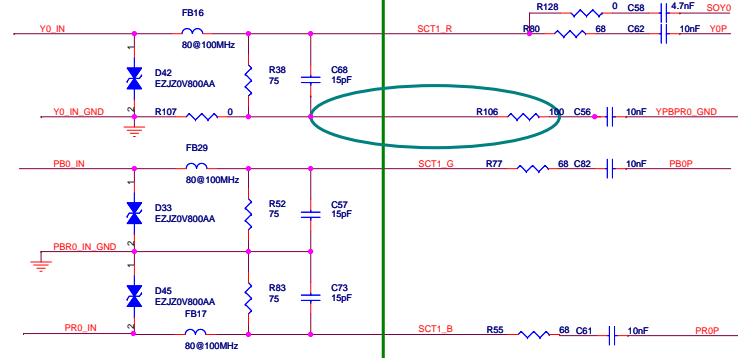 R128 0 C58 4.7nF SOY0
FB16
Y0_IN SCT1_R R80 68 C62 10nF Y0P
80@100MHz
1
D42 R38 C68
EZJZ0V800AA 75 15pF
2
Y0_IN_GND R107 0 R106 100 C56 10nF YPBPR0_GND
FB29
PB0_IN SCT1_G R77 68 C82 10nF PB0P
80@100MHz
1
D33 R52 C57
EZJZ0V800AA 75 15pF
2
PBR0_IN_GND
1
D45 R83 C73
EZJZ0V800AA 75 15pF
2
FB17
PR0_IN SCT1_B R55 68 C61 10nF PR0P
80@100MHz